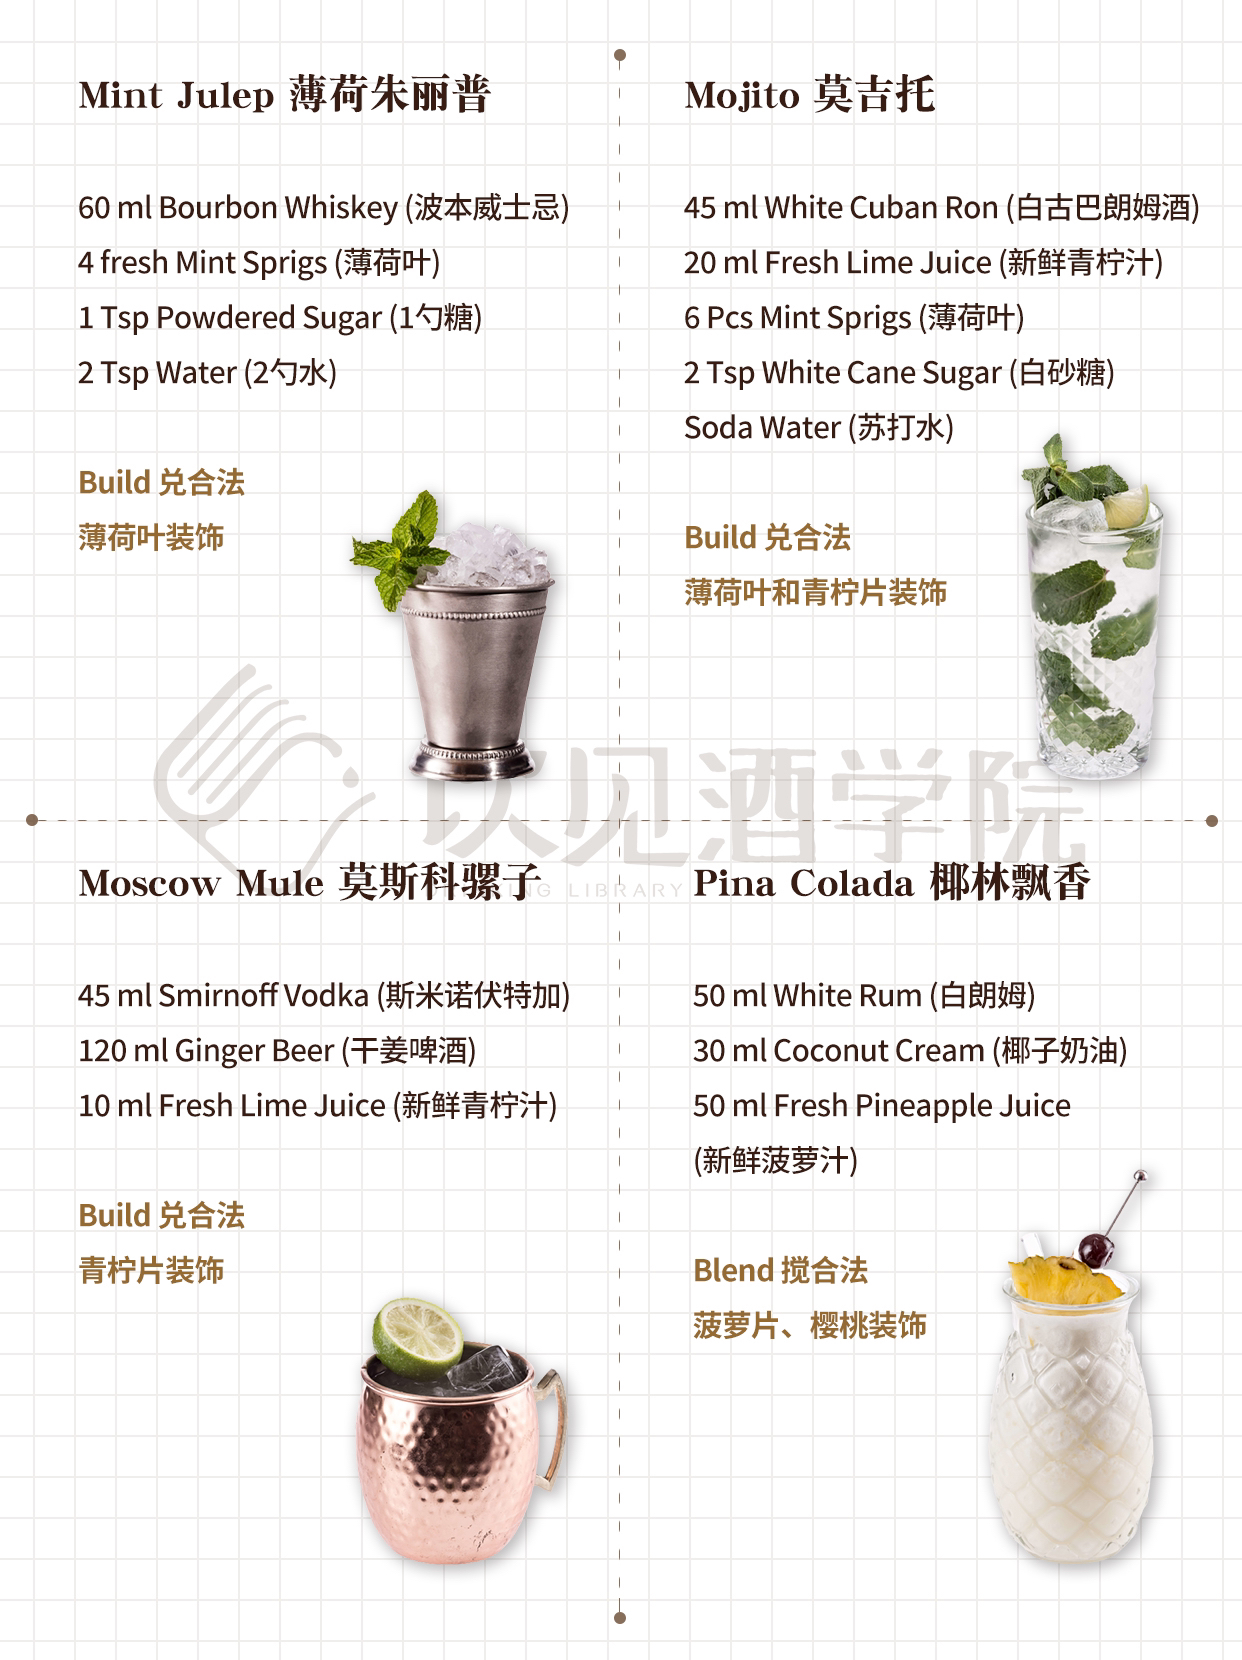 Mint Julep 薄荷朱丽普
60 ml Bourbon Whiskey (波本威士忌)
4 fresh Mint Sprigs (薄荷叶)
1 Tsp Powdered Sugar (1勺糖)
2 Tsp Water (2勺水)
Build 兑合法
薄荷叶装饰
Mojito 莫吉托
45 ml White Cuban Ron (白古巴朗姆酒)
20 ml Fresh Lime Juice (新鲜青柠汁)
6 Pcs Mint Sprigs (薄荷叶)
2 Tsp White Cane Sugar (白砂糖)
Soda Water (苏打水)
Build 兑合法
薄荷叶和青柠片装饰
见酒学院
LIBRARY
Moscow Mule 莫斯科骡子
45 ml Smirnoff Vodka (斯米诺伏特加)
120 ml Ginger Beer (干姜啤酒)
10 ml Fresh Lime Juice (新鲜青柠汁)
Build 兑合法
青柠片装饰
Pina Colada 椰林飘香
50 ml White Rum (白朗姆)
30 ml Coconut Cream (椰子奶油)
50 ml Fresh Pineapple Juice
(新鲜菠萝汁)
Blend 搅合法
菠萝片、樱桃装饰